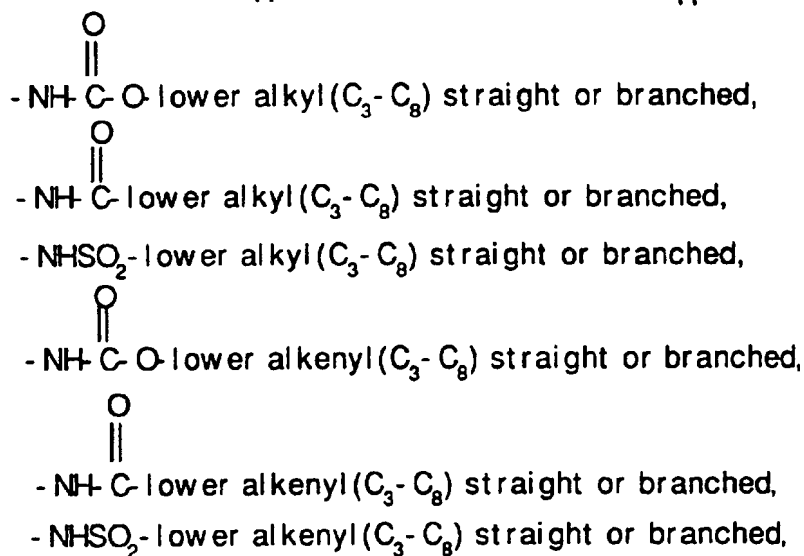 O
||
-NH-C-O-lower alkyl(C₃-C₈) straight or branched,
O
||
-NH-C-lower alkyl(C₃-C₈) straight or branched,
-NHSO₂-lower alkyl(C₃-C₈) straight or branched,
O
||
-NH-C-O-lower alkenyl(C₃-C₈) straight or branched,
O
||
-NH-C-lower alkenyl(C₃-C₈) straight or branched,
-NHSO₂-lower alkenyl(C₃-C₈) straight or branched,